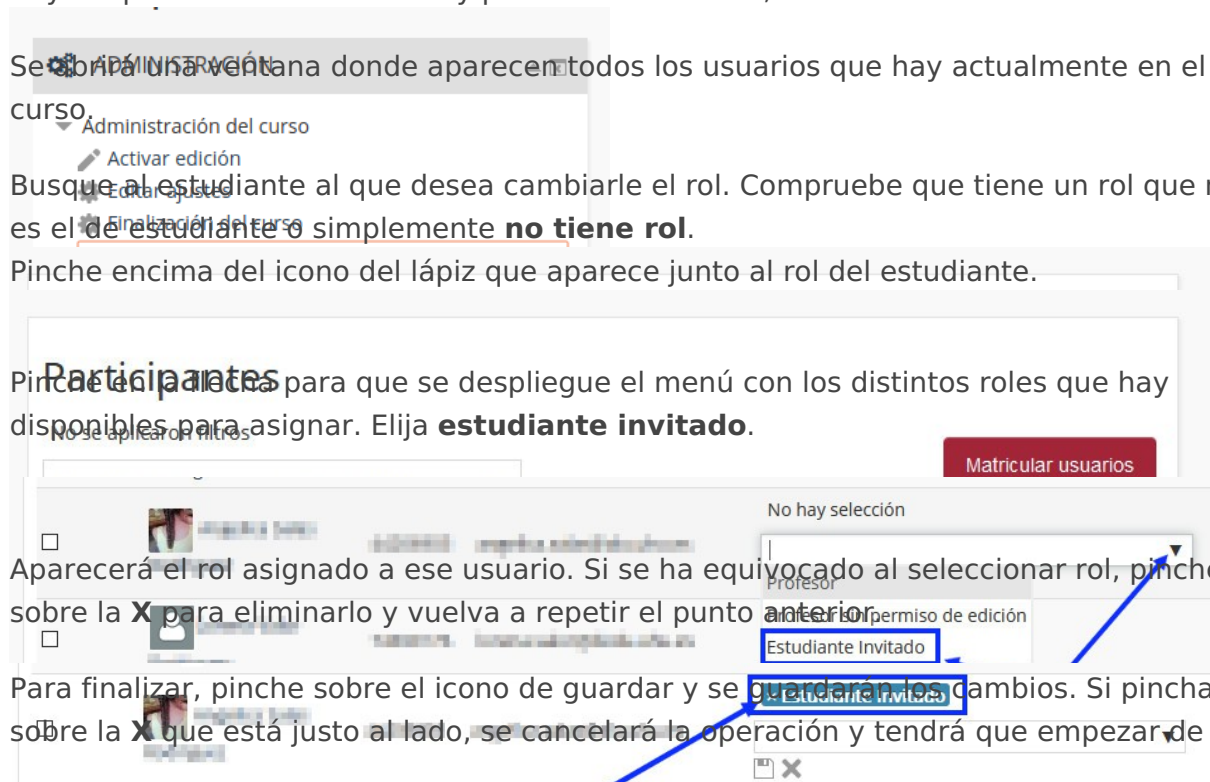 Se abrirá una ventana donde aparecen todos los usuarios que hay actualmente en el
ADMINISTRACIÓN
curso.
Administración del curso
Activar edición
Busque al estudiante al que desea cambiarle el rol. Compruebe que tiene un rol que
Editar ajustes
es el de estudiante o simplemente no tiene rol.
Finalización del curso
Pinche encima del icono del lápiz que aparece junto al rol del estudiante.
Participantes
Pinche en la flecha para que se despliegue el menú con los distintos roles que hay
disponibles para asignar. Elija estudiante invitado.
No se aplicaron filtros
Matricular usuarios
No hay selección
Aparecerá el rol asignado a ese usuario. Si se ha equivocado al seleccionar rol, pinche
Profesor
sobre la X para eliminarlo y vuelva a repetir el punto anterior.
Profesor sin permiso de edición
Estudiante Invitado
Para finalizar, pinche sobre el icono de guardar y se guardarán los cambios. Si pincha
× Estudiante Invitado
sobre la X que está justo al lado, se cancelará la operación y tendrá que empezar de